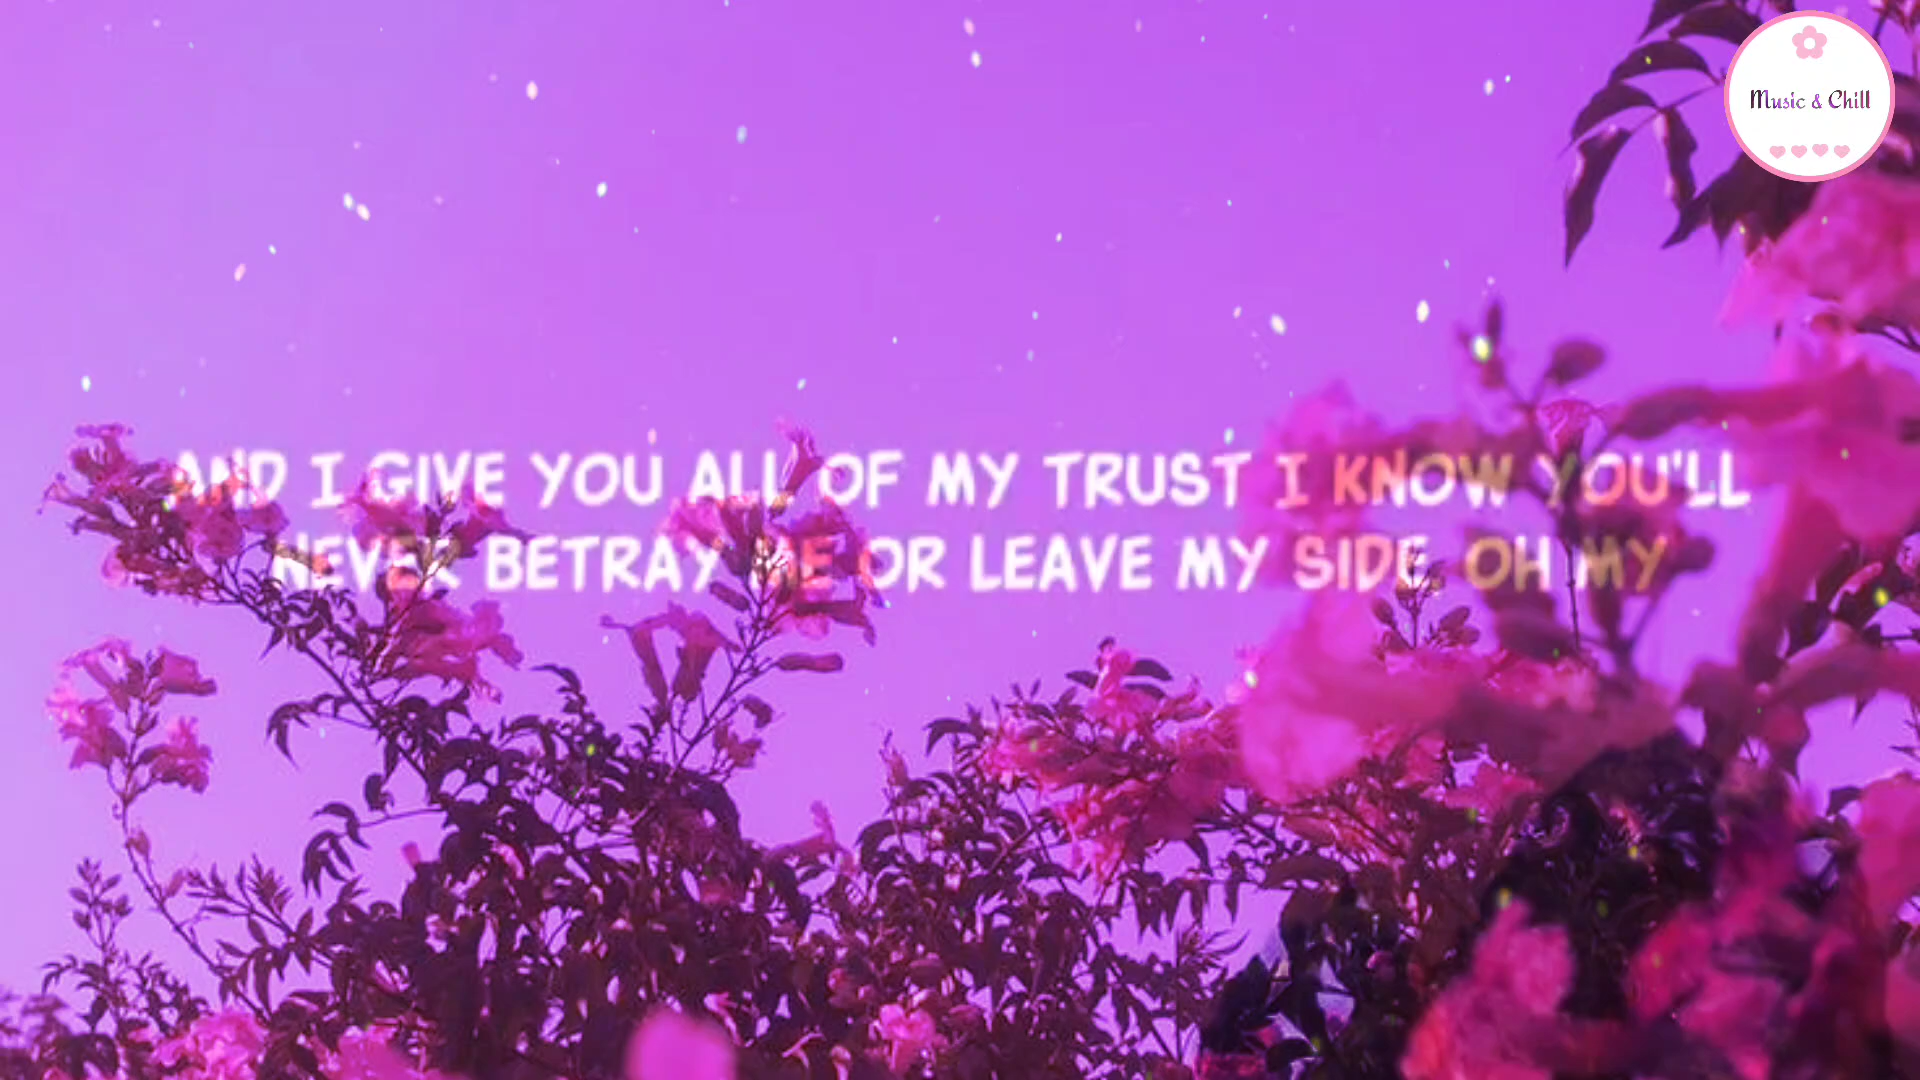 Music & Chill
AND I GIVE YOU ALL OF MY TRUST I KNOW YOU'LL
NEVER BETRAY ME OR LEAVE MY SIDE, OH MY